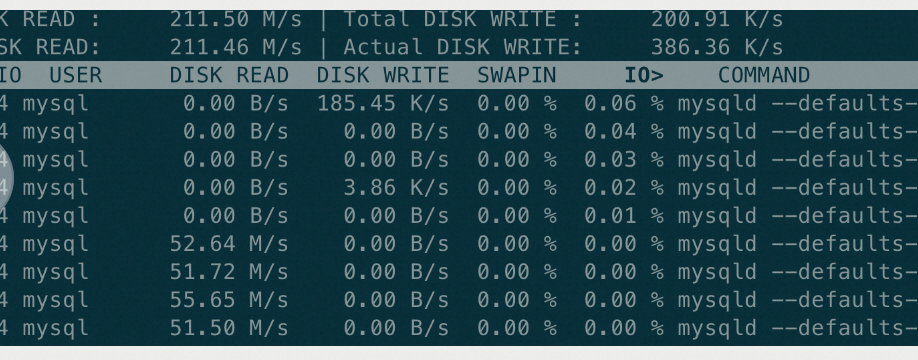 K READ :      211.50 M/s | Total DISK WRITE :      200.91 K/s
SK READ:      211.46 M/s | Actual DISK WRITE:      386.36 K/s
IO  USER     DISK READ  DISK WRITE  SWAPIN     IO>    COMMAND
4 mysql       0.00 B/s  185.45 K/s  0.00 %  0.06 % mysqld --defaults-
4 mysql       0.00 B/s    0.00 B/s  0.00 %  0.04 % mysqld --defaults-
4 mysql       0.00 B/s    0.00 B/s  0.00 %  0.03 % mysqld --defaults-
4 mysql       0.00 B/s    3.86 K/s  0.00 %  0.02 % mysqld --defaults-
4 mysql       0.00 B/s    0.00 B/s  0.00 %  0.01 % mysqld --defaults-
4 mysql      52.64 M/s    0.00 B/s  0.00 %  0.00 % mysqld --defaults-
4 mysql      51.72 M/s    0.00 B/s  0.00 %  0.00 % mysqld --defaults-
4 mysql      55.65 M/s    0.00 B/s  0.00 %  0.00 % mysqld --defaults-
4 mysql      51.50 M/s    0.00 B/s  0.00 %  0.00 % mysqld --defaults-